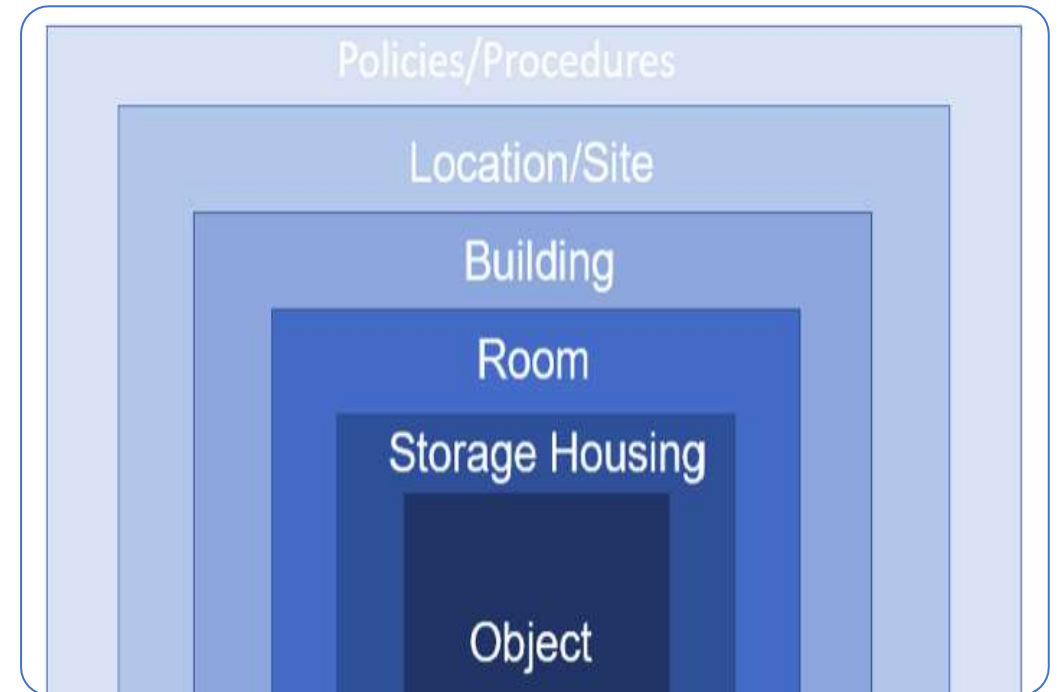 Policies/Procedures
Location/Site
Building
Room
Storage Housing
Object